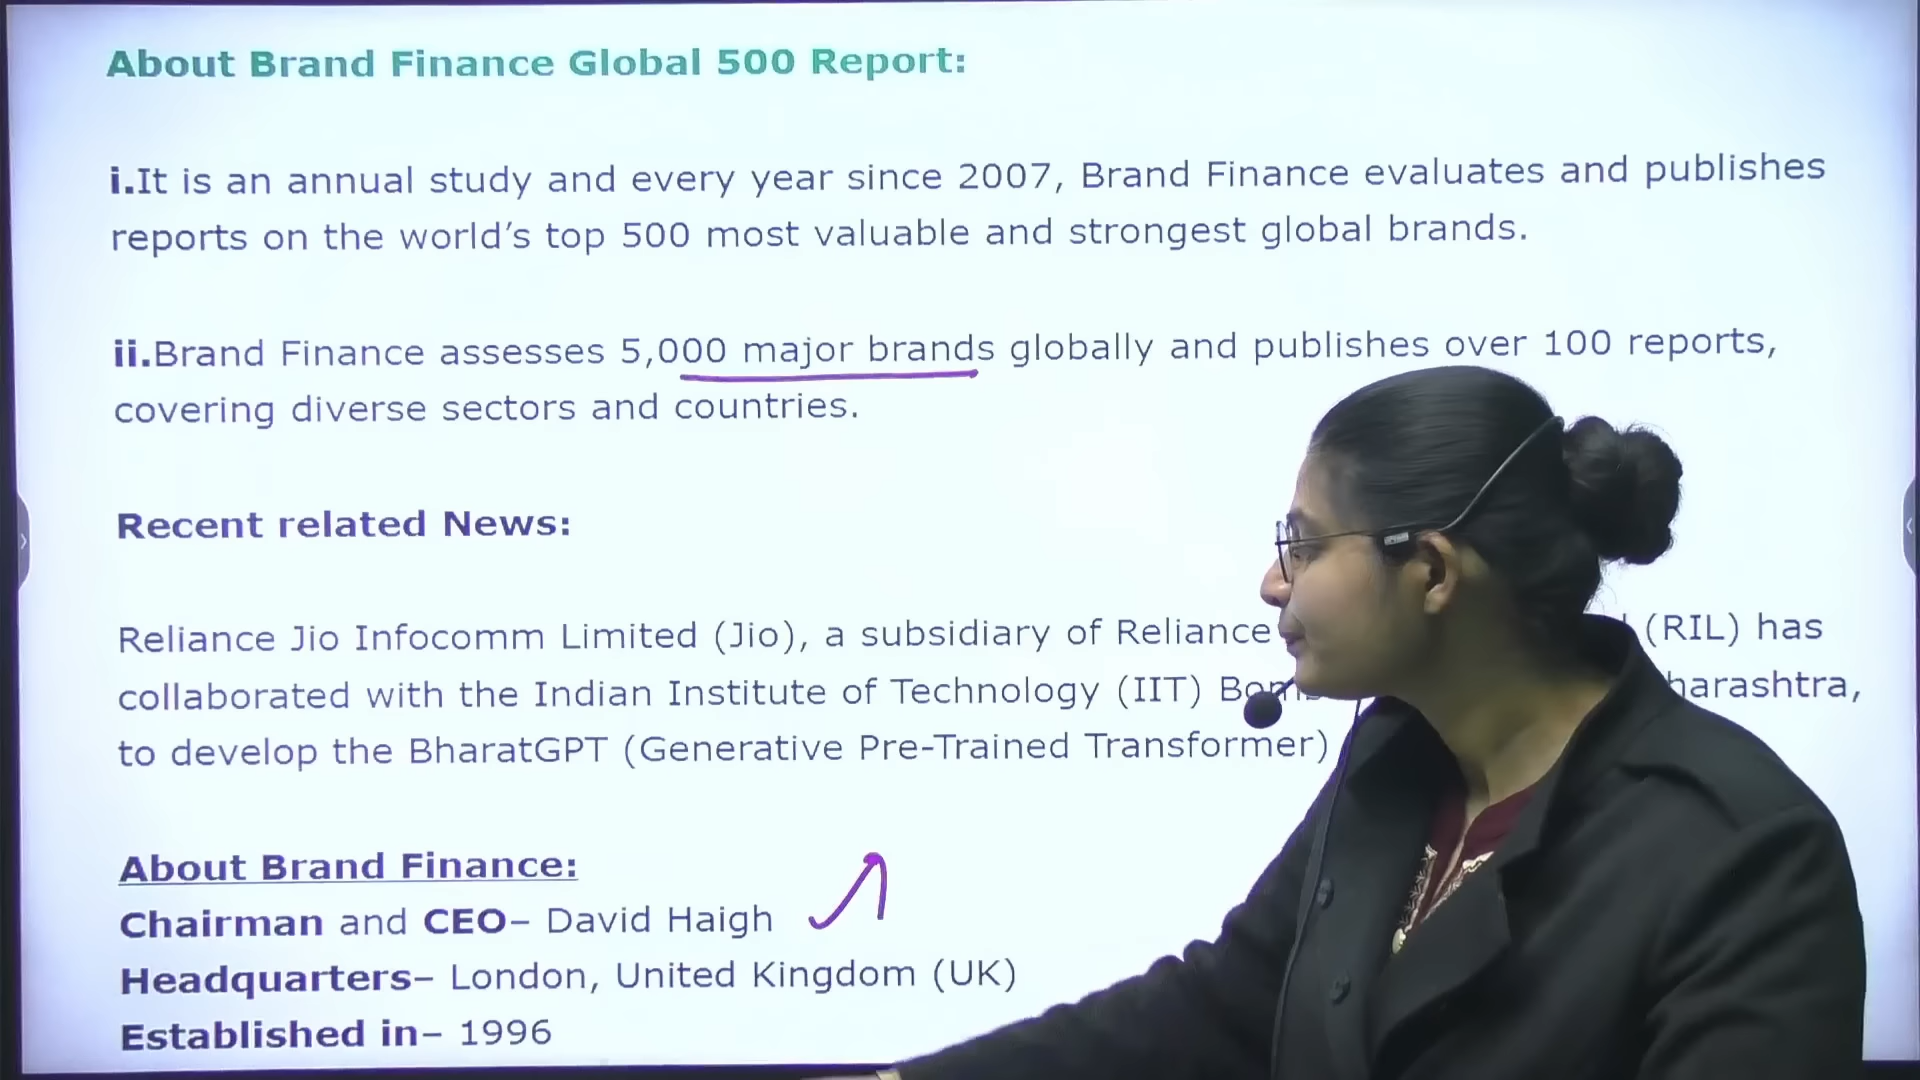 About Brand Finance Global 500 Report:
i.It is an annual study and every year since 2007, Brand Finance evaluates and publishes
reports on the world’s top 500 most valuable and strongest global brands.
ii.Brand Finance assesses 5,000 major brands globally and publishes over 100 reports,
covering diverse sectors and countries.
Recent related News:
Reliance Jio Infocomm Limited (Jio), a subsidiary of Reliance (RIL) has
collaborated with the Indian Institute of Technology (IIT)
to develop the BharatGPT (Generative Pre-Trained Transformer)
About Brand Finance:
Chairman and CEO– David Haigh
Headquarters– London, United Kingdom (UK)
Established in– 1996